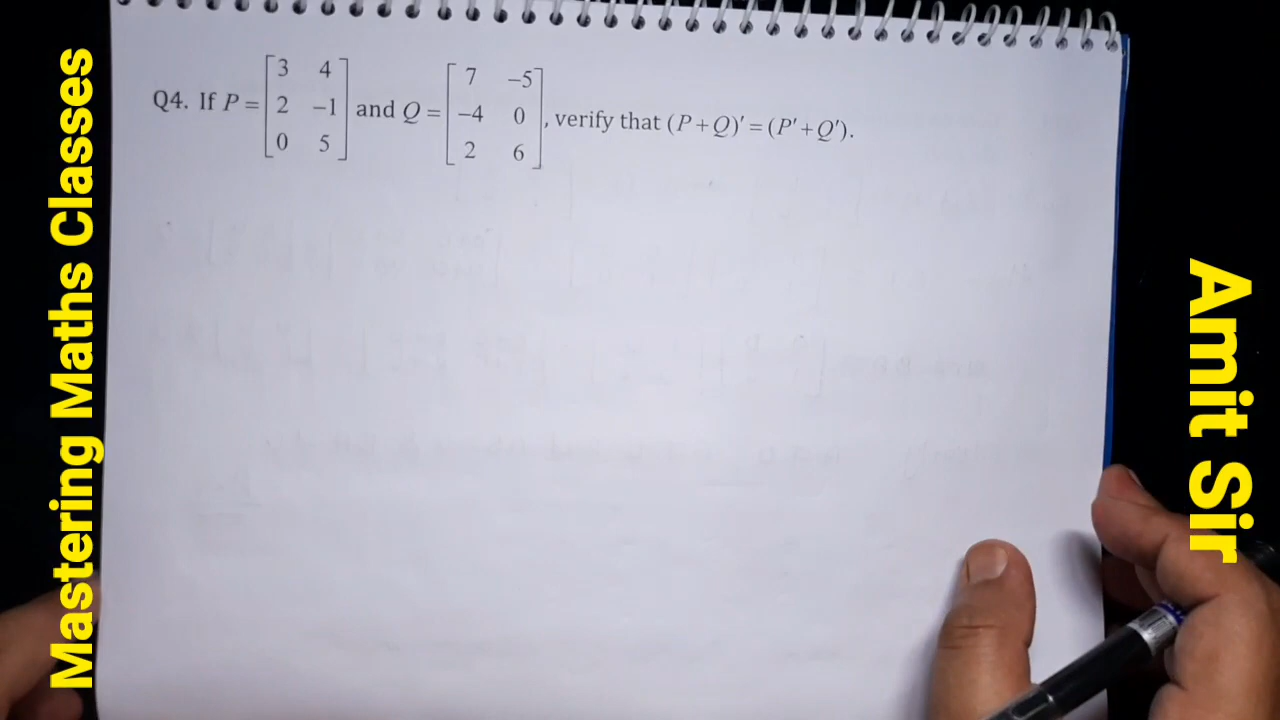 Mastering Maths Classes
Q4. If P = [3 4; 2 −1; 0 5] and Q = [7 −5; −4 0; 2 6], verify that (P+Q)′ = (P′+Q′).
Amit Sir